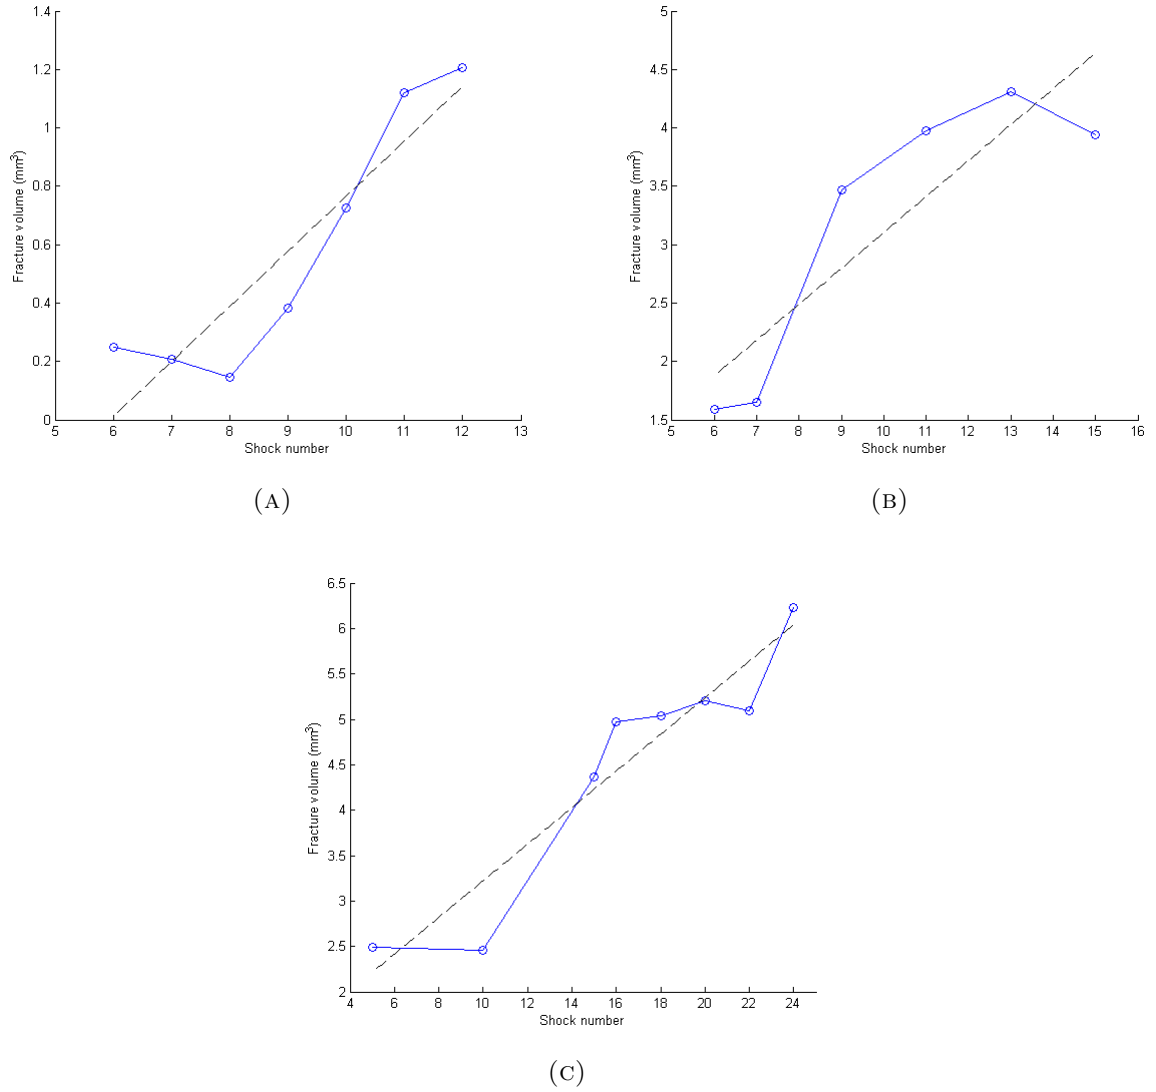 1.4
1.2
1
0.8
0.6
0.4
0.2
0
Fracture volume (mm³)
5 6 7 8 9 10 11 12 13
Shock number
(A)
5
4.5
4
3.5
3
2.5
2
1.5
Fracture volume (mm³)
5 6 7 8 9 10 11 12 13 14 15 16
Shock number
(B)
6.5
6
5.5
5
4.5
4
3.5
3
2.5
2
Fracture volume (mm³)
4 6 8 10 12 14 16 18 20 22 24
Shock number
(C)